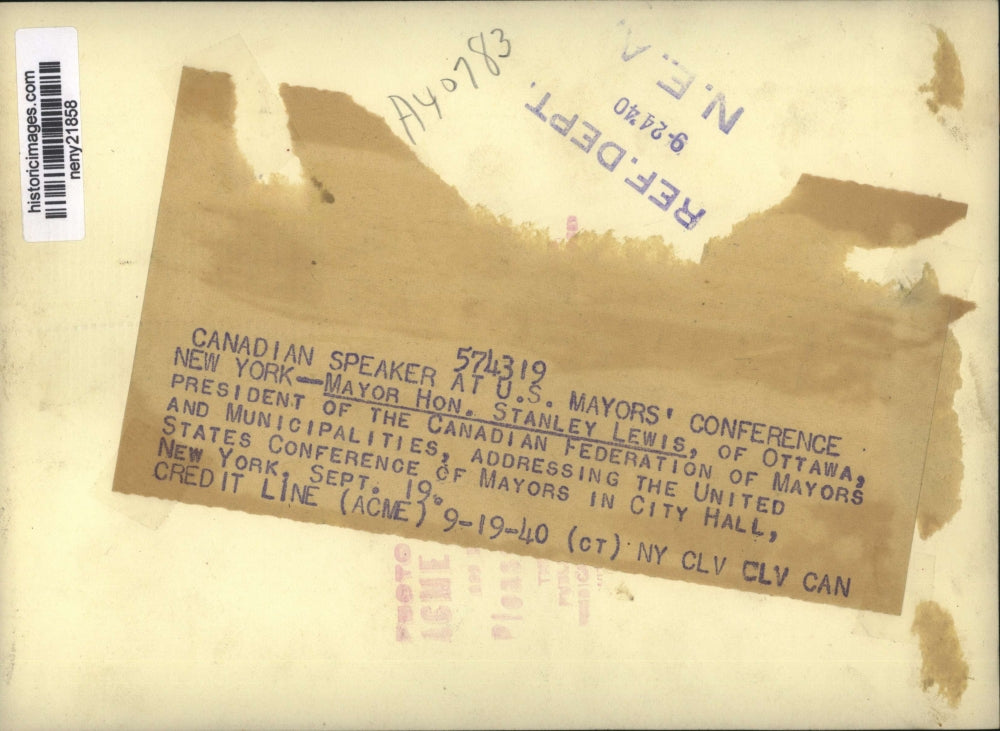 historicimages.com
neny21858
A40783
N.E.A.
REF. DEPT.
9-24'40
574319
CANADIAN SPEAKER AT U.S. MAYORS' CONFERENCE
NEW YORK—MAYOR HON. STANLEY LEWIS, OF OTTAWA,
PRESIDENT OF THE CANADIAN FEDERATION OF MAYORS
AND MUNICIPALITIES, ADDRESSING THE UNITED
STATES CONFERENCE OF MAYORS IN CITY HALL,
NEW YORK, SEPT. 19.
CREDIT LINE (ACME) 9-19-40 (CT) NY CLV CLV CAN
PHOTO
ACME
Please